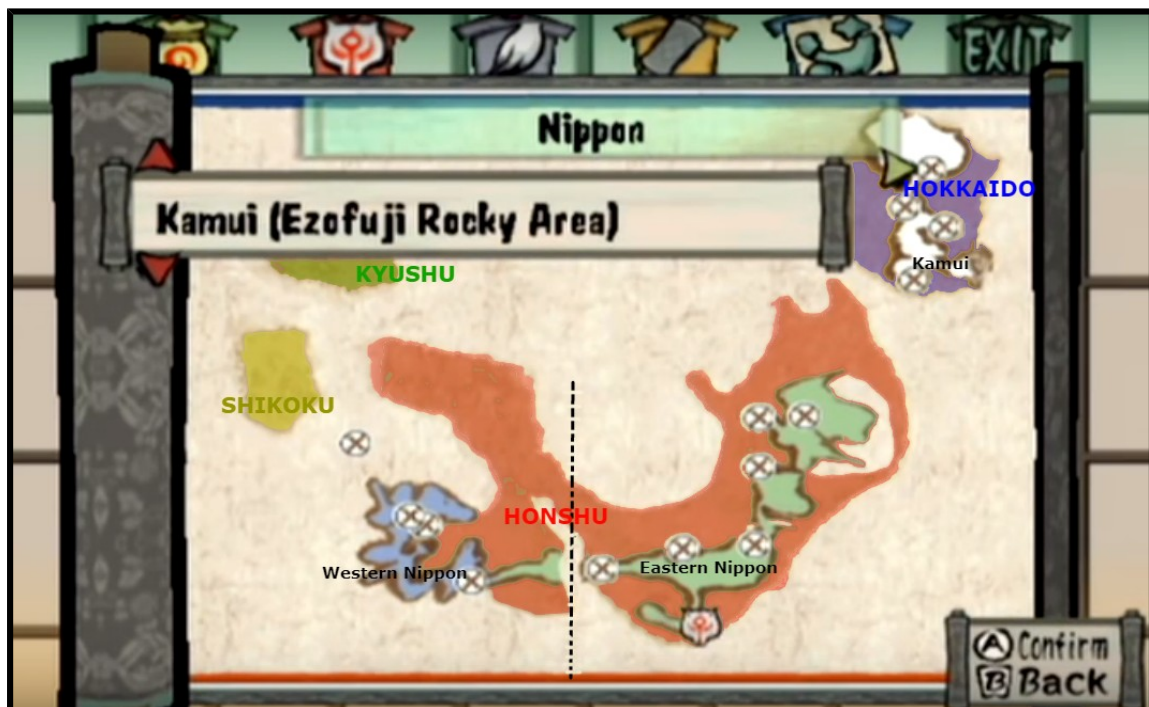 EXIT
Nippon
HOKKAIDO
Kamui (Ezofuji Rocky Area)
Kamui
KYUSHU
SHIKOKU
HONSHU
Western Nippon
Eastern Nippon
A Confirm
B Back